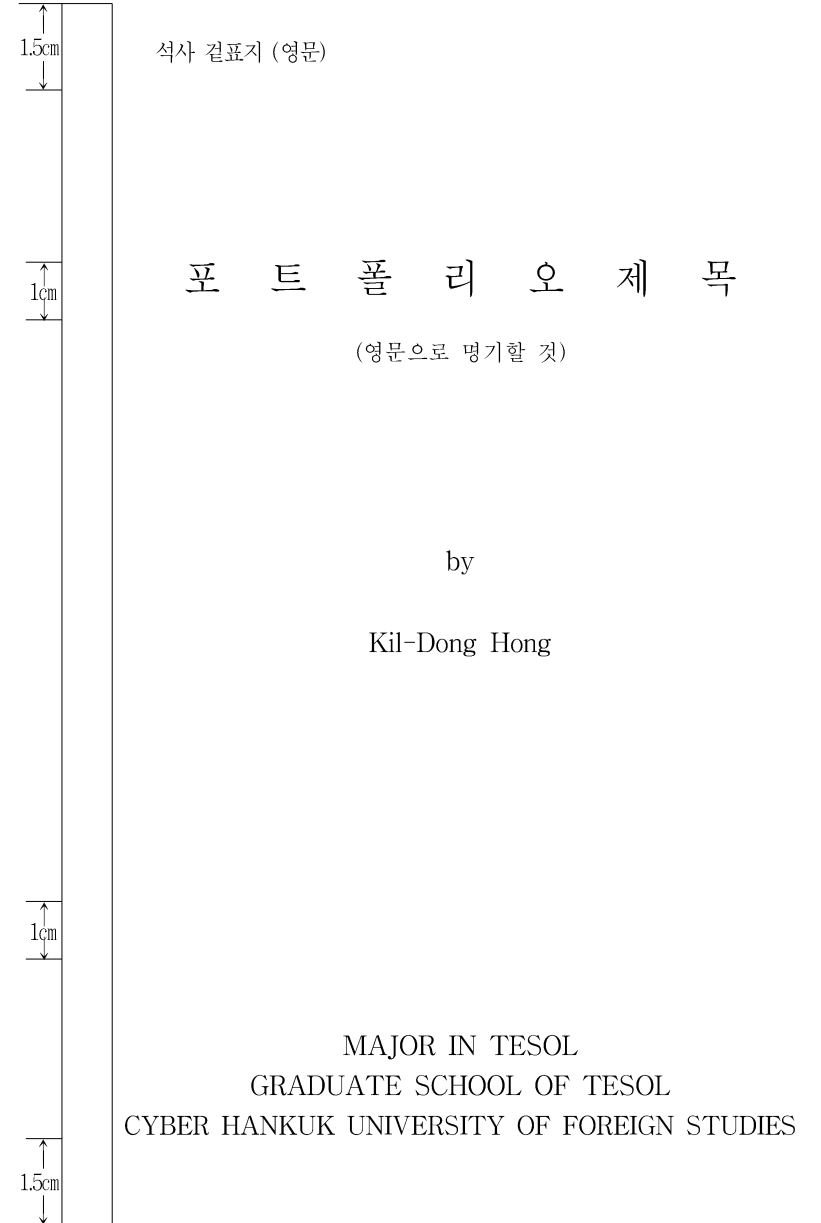 1.5cm
석사 겉표지 (영문)
포 트 폴 리 오 제 목
1cm
(영문으로 명기할 것)
by
Kil-Dong Hong
1cm
MAJOR IN TESOL
GRADUATE SCHOOL OF TESOL
CYBER HANKUK UNIVERSITY OF FOREIGN STUDIES
1.5cm